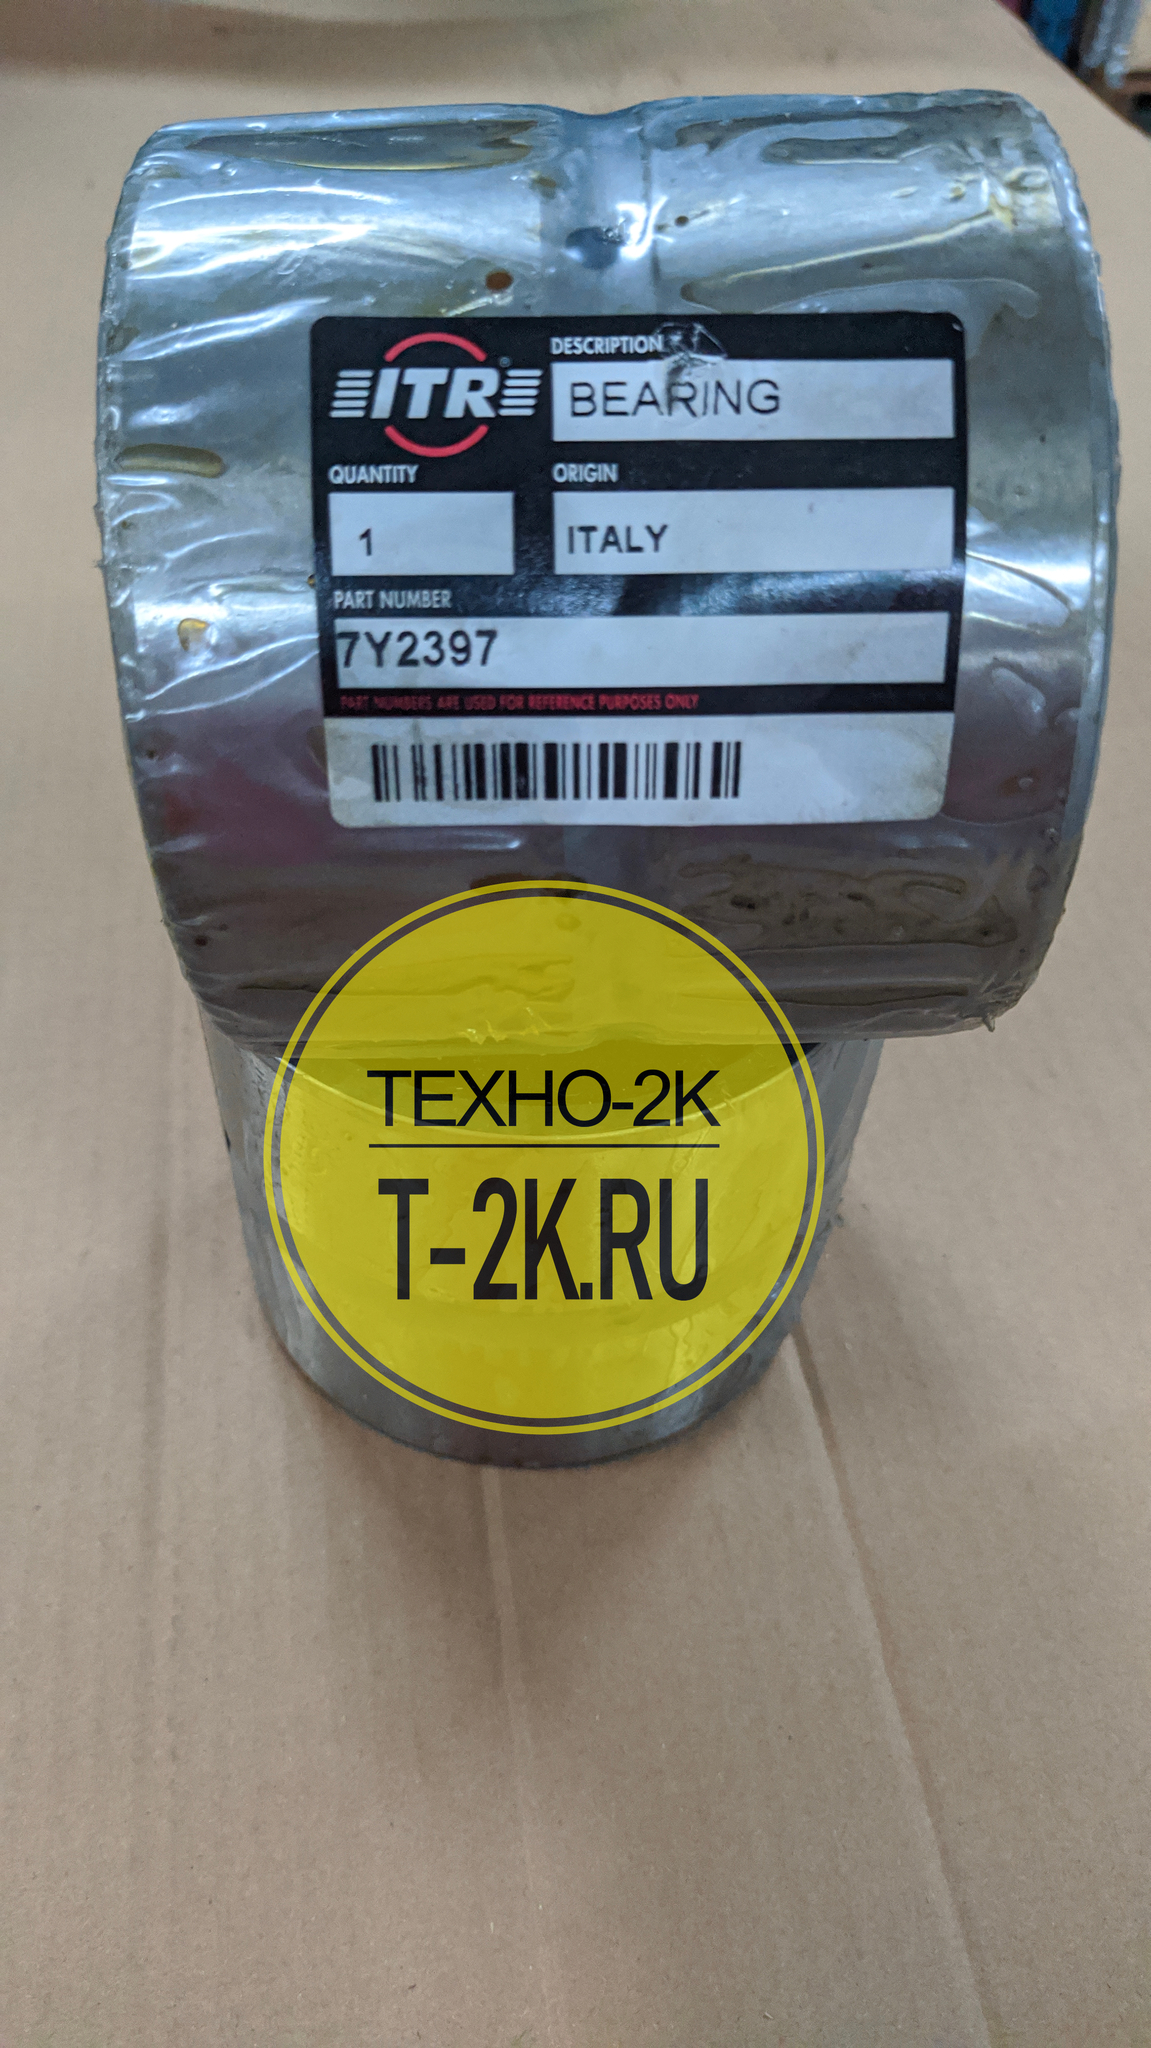 ITR®
DESCRIPTION
BEARING
QUANTITY
ORIGIN
1
ITALY
PART NUMBER
7Y2397
PART NUMBERS ARE USED FOR REFERENCE PURPOSES ONLY
ТЕХНО-2К
T-2K.RU